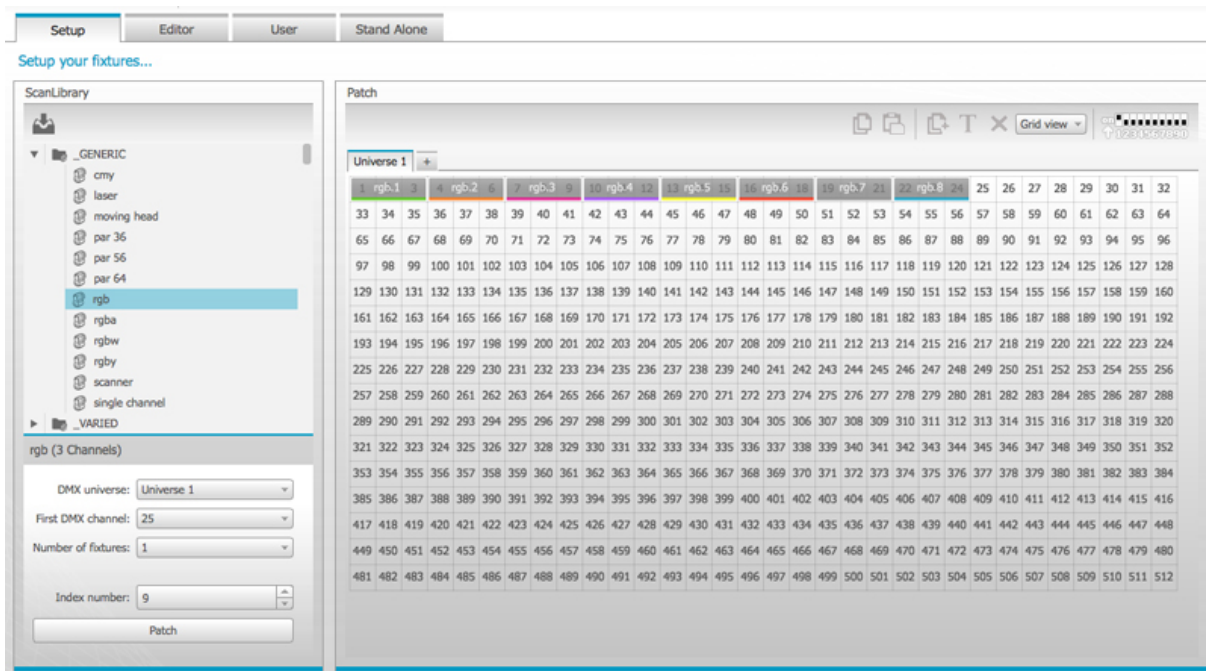 Setup Editor User Stand Alone
Setup your fixtures...
ScanLibrary
_GENERIC
cmy
laser
moving head
par 36
par 56
par 64
rgb
rgba
rgbw
rgby
scanner
single channel
_VARIED
rgb (3 Channels)
DMX universe: Universe 1
First DMX channel: 25
Number of fixtures: 1
Index number: 9
Patch
Patch
T Grid view 1234567890
Universe 1 +
1 rgb.1 3 4 rgb.2 6 7 rgb.3 9 10 rgb.4 12 13 rgb.5 15 16 rgb.6 18 19 rgb.7 21 22 rgb.8 24 25 26 27 28 29 30 31 32
33 34 35 36 37 38 39 40 41 42 43 44 45 46 47 48 49 50 51 52 53 54 55 56 57 58 59 60 61 62 63 64
65 66 67 68 69 70 71 72 73 74 75 76 77 78 79 80 81 82 83 84 85 86 87 88 89 90 91 92 93 94 95 96
97 98 99 100 101 102 103 104 105 106 107 108 109 110 111 112 113 114 115 116 117 118 119 120 121 122 123 124 125 126 127 128
129 130 131 132 133 134 135 136 137 138 139 140 141 142 143 144 145 146 147 148 149 150 151 152 153 154 155 156 157 158 159 160
161 162 163 164 165 166 167 168 169 170 171 172 173 174 175 176 177 178 179 180 181 182 183 184 185 186 187 188 189 190 191 192
193 194 195 196 197 198 199 200 201 202 203 204 205 206 207 208 209 210 211 212 213 214 215 216 217 218 219 220 221 222 223 224
225 226 227 228 229 230 231 232 233 234 235 236 237 238 239 240 241 242 243 244 245 246 247 248 249 250 251 252 253 254 255 256
257 258 259 260 261 262 263 264 265 266 267 268 269 270 271 272 273 274 275 276 277 278 279 280 281 282 283 284 285 286 287 288
289 290 291 292 293 294 295 296 297 298 299 300 301 302 303 304 305 306 307 308 309 310 311 312 313 314 315 316 317 318 319 320
321 322 323 324 325 326 327 328 329 330 331 332 333 334 335 336 337 338 339 340 341 342 343 344 345 346 347 348 349 350 351 352
353 354 355 356 357 358 359 360 361 362 363 364 365 366 367 368 369 370 371 372 373 374 375 376 377 378 379 380 381 382 383 384
385 386 387 388 389 390 391 392 393 394 395 396 397 398 399 400 401 402 403 404 405 406 407 408 409 410 411 412 413 414 415 416
417 418 419 420 421 422 423 424 425 426 427 428 429 430 431 432 433 434 435 436 437 438 439 440 441 442 443 444 445 446 447 448
449 450 451 452 453 454 455 456 457 458 459 460 461 462 463 464 465 466 467 468 469 470 471 472 473 474 475 476 477 478 479 480
481 482 483 484 485 486 487 488 489 490 491 492 493 494 495 496 497 498 499 500 501 502 503 504 505 506 507 508 509 510 511 512